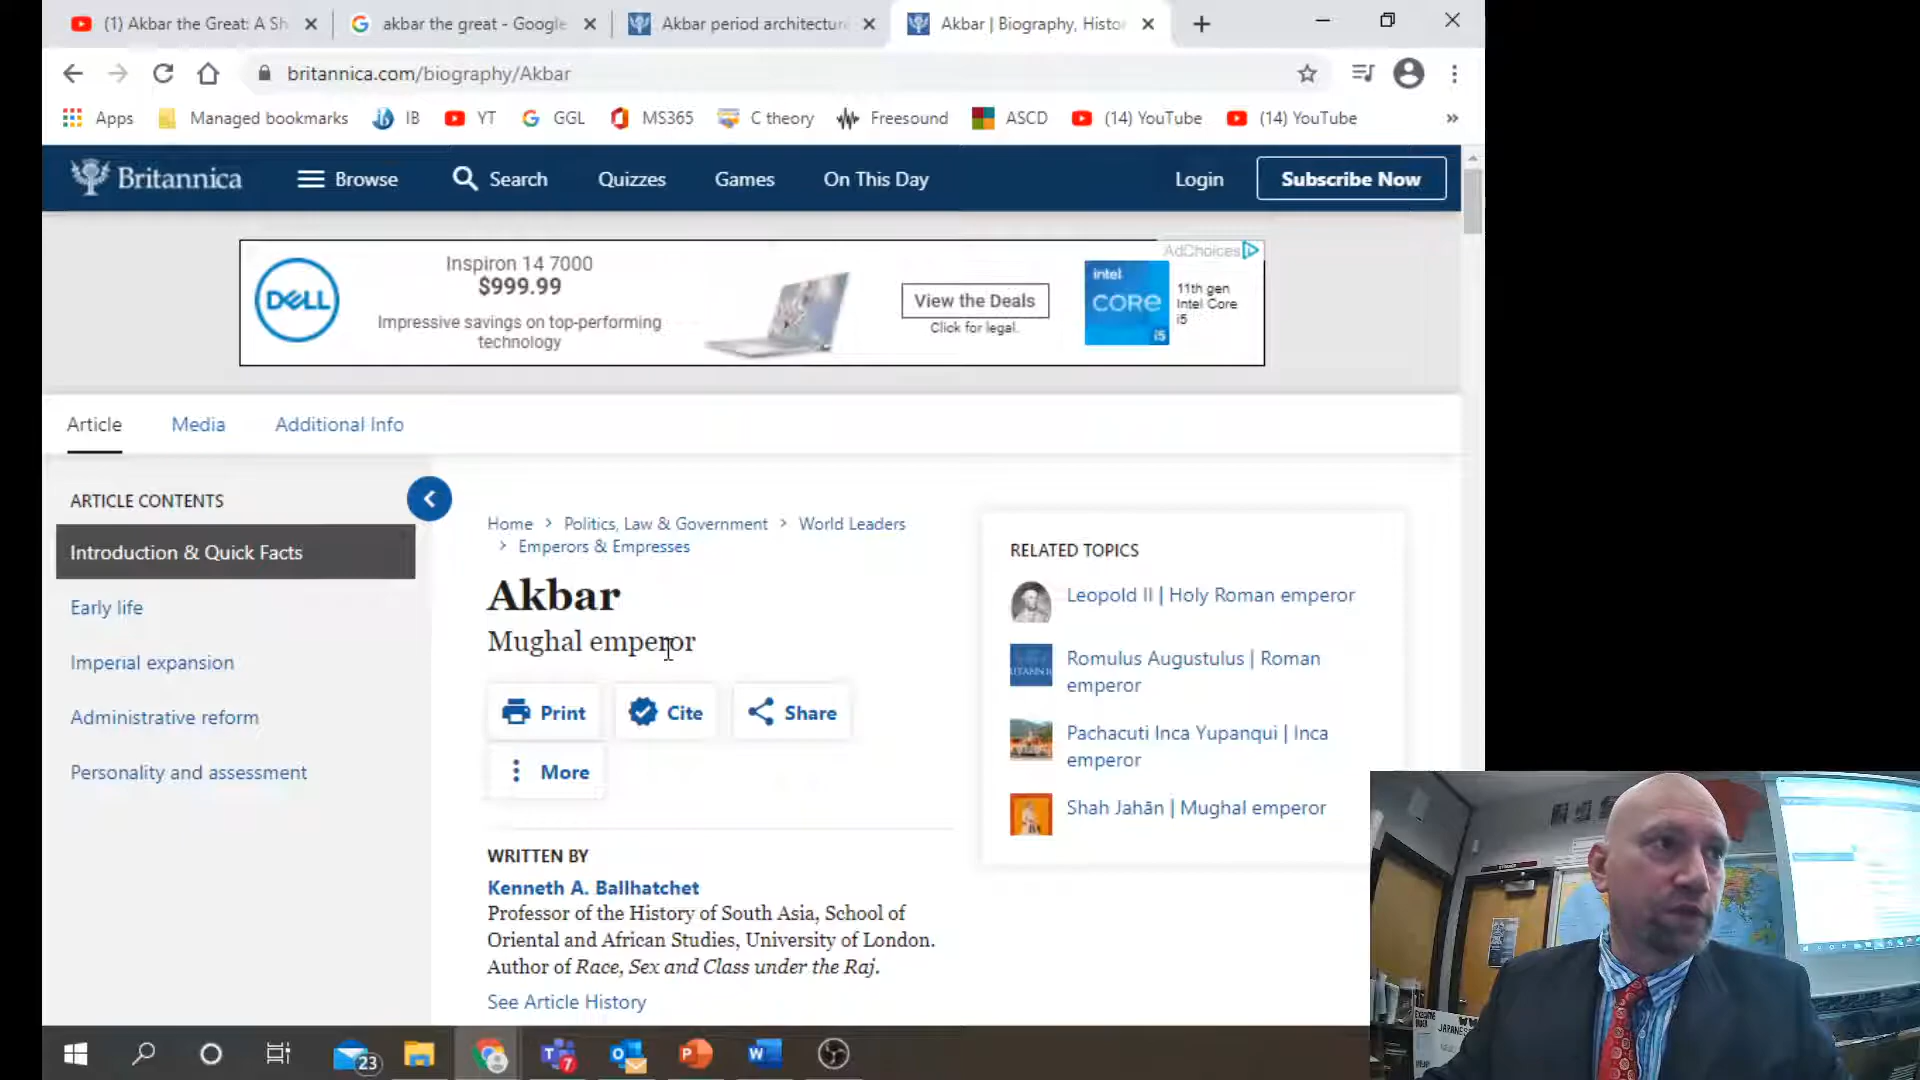 (1) Akbar the Great: A Sh
akbar the great - Google
Akbar period architecture
Akbar | Biography, Histor
britannica.com/biography/Akbar
Apps
Managed bookmarks
IB
YT
GGL
MS365
C theory
Freesound
ASCD
(14) YouTube
(14) YouTube
»
Britannica
Browse
Search
Quizzes
Games
On This Day
Login
Subscribe Now
AdChoices
DELL
Inspiron 14 7000
$999.99
Impressive savings on top-performing
technology
View the Deals
Click for legal.
intel
CORE
i5
11th gen
Intel Core
i5
Article
Media
Additional Info
ARTICLE CONTENTS
Introduction & Quick Facts
Early life
Imperial expansion
Administrative reform
Personality and assessment
Home > Politics, Law & Government > World Leaders
> Emperors & Empresses
Akbar
Mughal emperor
Print
Cite
Share
More
WRITTEN BY
Kenneth A. Ballhatchet
Professor of the History of South Asia, School of
Oriental and African Studies, University of London.
Author of Race, Sex and Class under the Raj.
See Article History
RELATED TOPICS
Leopold II | Holy Roman emperor
Romulus Augustulus | Roman
emperor
Pachacuti Inca Yupanqui | Inca
emperor
Shah Jahān | Mughal emperor
23
7